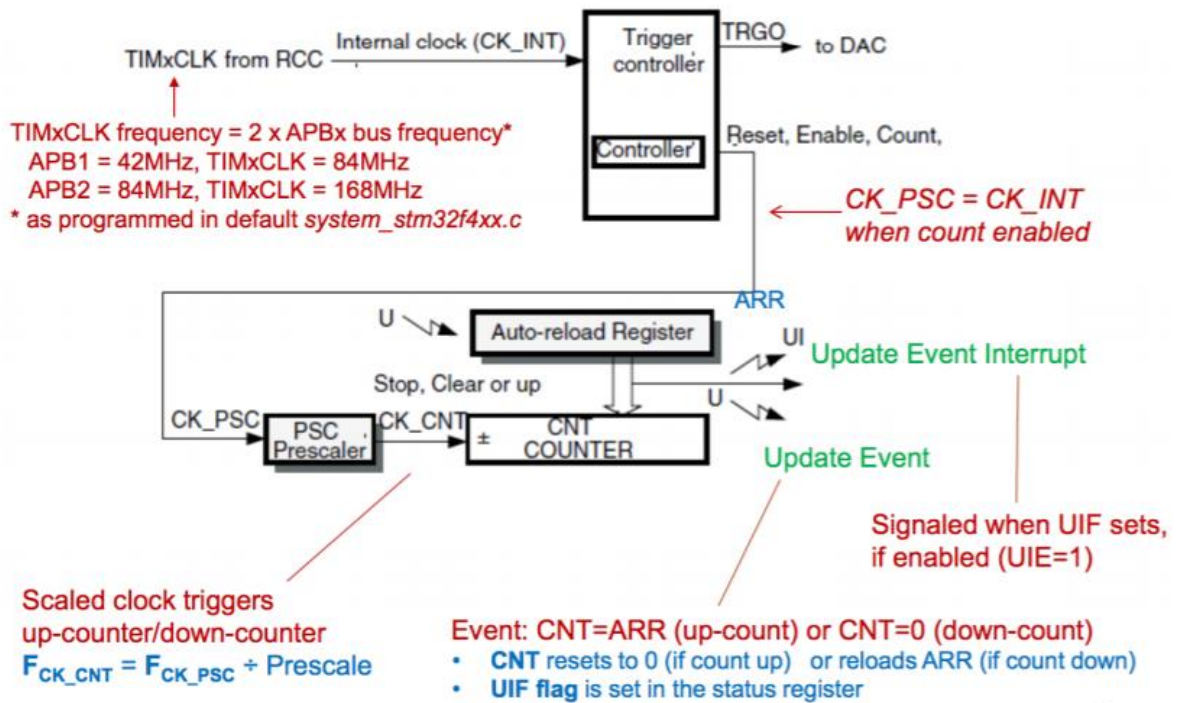 Internal clock (CK_INT)
TIMxCLK from RCC
Trigger
controller
TRGO
to DAC
TIMxCLK frequency = 2 x APBx bus frequency*
APB1 = 42MHz, TIMxCLK = 84MHz
APB2 = 84MHz, TIMxCLK = 168MHz
* as programmed in default system_stm32f4xx.c
Controller
Reset, Enable, Count,
CK_PSC = CK_INT
when count enabled
ARR
U
Auto-reload Register
UI
Update Event Interrupt
Stop, Clear or up
U
CK_PSC
PSC
Prescaler
CK_CNT
±
CNT
COUNTER
Update Event
Signaled when UIF sets,
if enabled (UIE=1)
Scaled clock triggers
up-counter/down-counter
F_CK_CNT = F_CK_PSC ÷ Prescale
Event: CNT=ARR (up-count) or CNT=0 (down-count)
• CNT resets to 0 (if count up) or reloads ARR (if count down)
• UIF flag is set in the status register